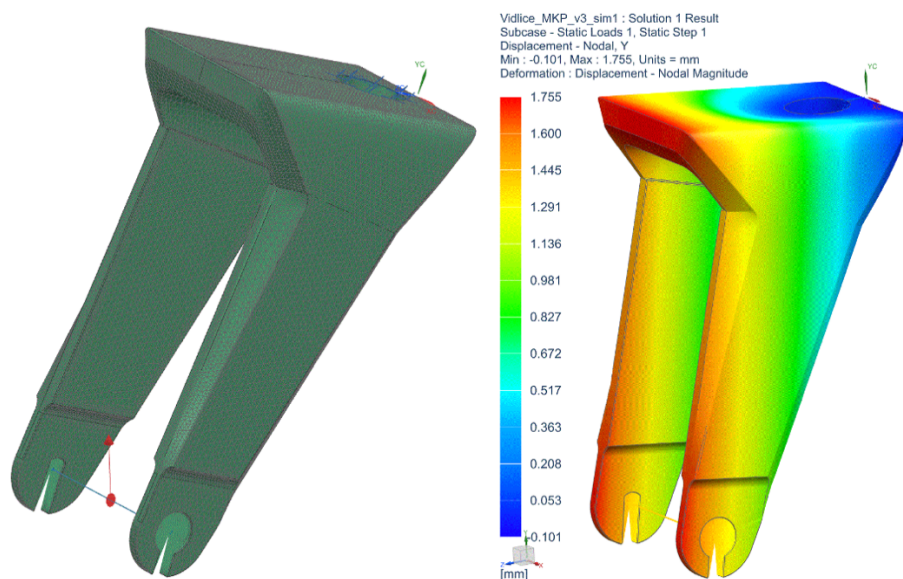 Vidlice_MKP_v3_sim1 : Solution 1 Result
Subcase - Static Loads 1, Static Step 1
Displacement - Nodal, Y
Min : -0.101, Max : 1.755, Units = mm
Deformation : Displacement - Nodal Magnitude
YC
YC
1.755
1.600
1.445
1.291
1.136
0.981
0.827
0.672
0.517
0.363
0.208
0.053
-0.101
[mm]
Z
X